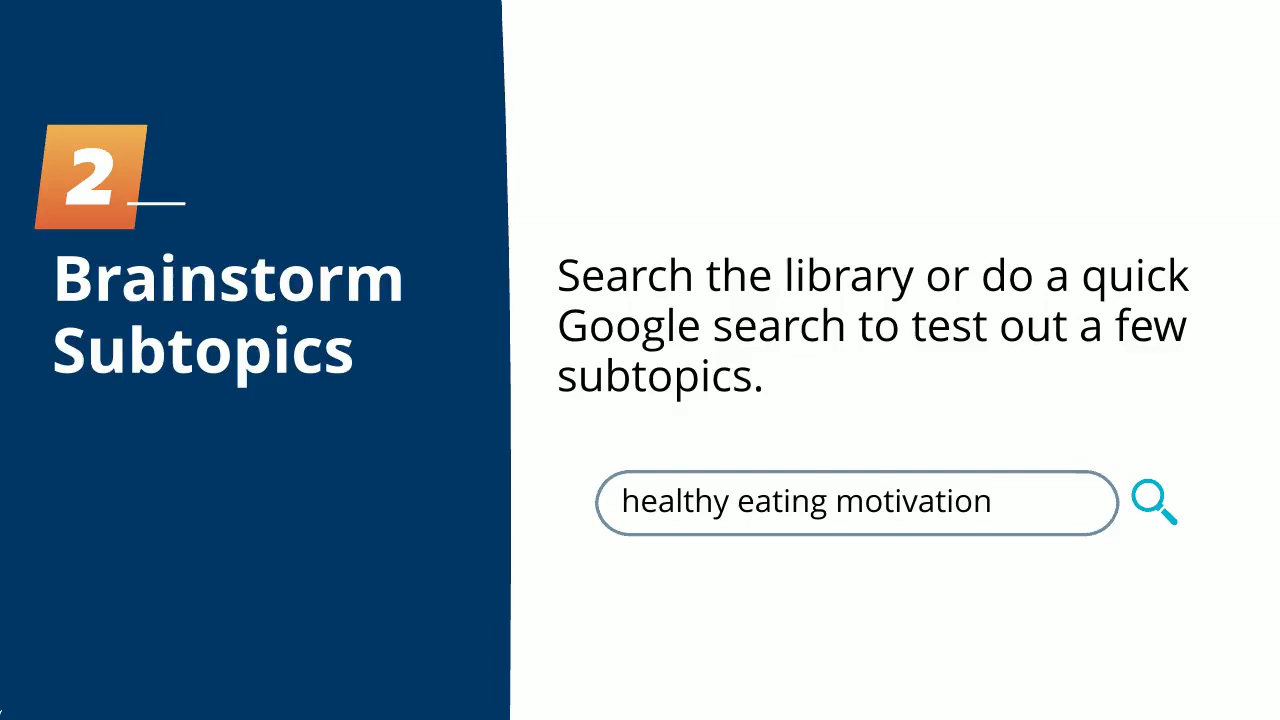 2
Brainstorm
Subtopics
Search the library or do a quick
Google search to test out a few
subtopics.
healthy eating motivation